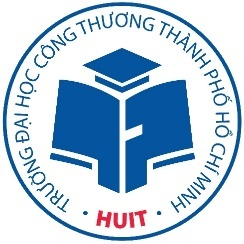 TRƯỜNG ĐẠI HỌC CÔNG THƯƠNG THÀNH PHỐ HỒ CHÍ MINH
HUIT